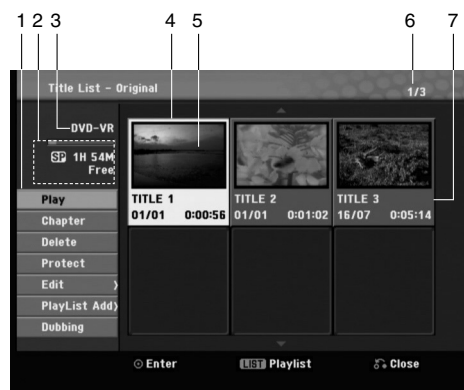 1 2 3 4 5 6 7
Title List - Original 1/3
DVD-VR
SP 1H 54M
Free
Play
Chapter
Delete
Protect
Edit
PlayList Add
Dubbing
TITLE 1
01/01 0:00:56
TITLE 2
01/01 0:01:02
TITLE 3
16/07 0:05:14
Enter LIST Playlist Close